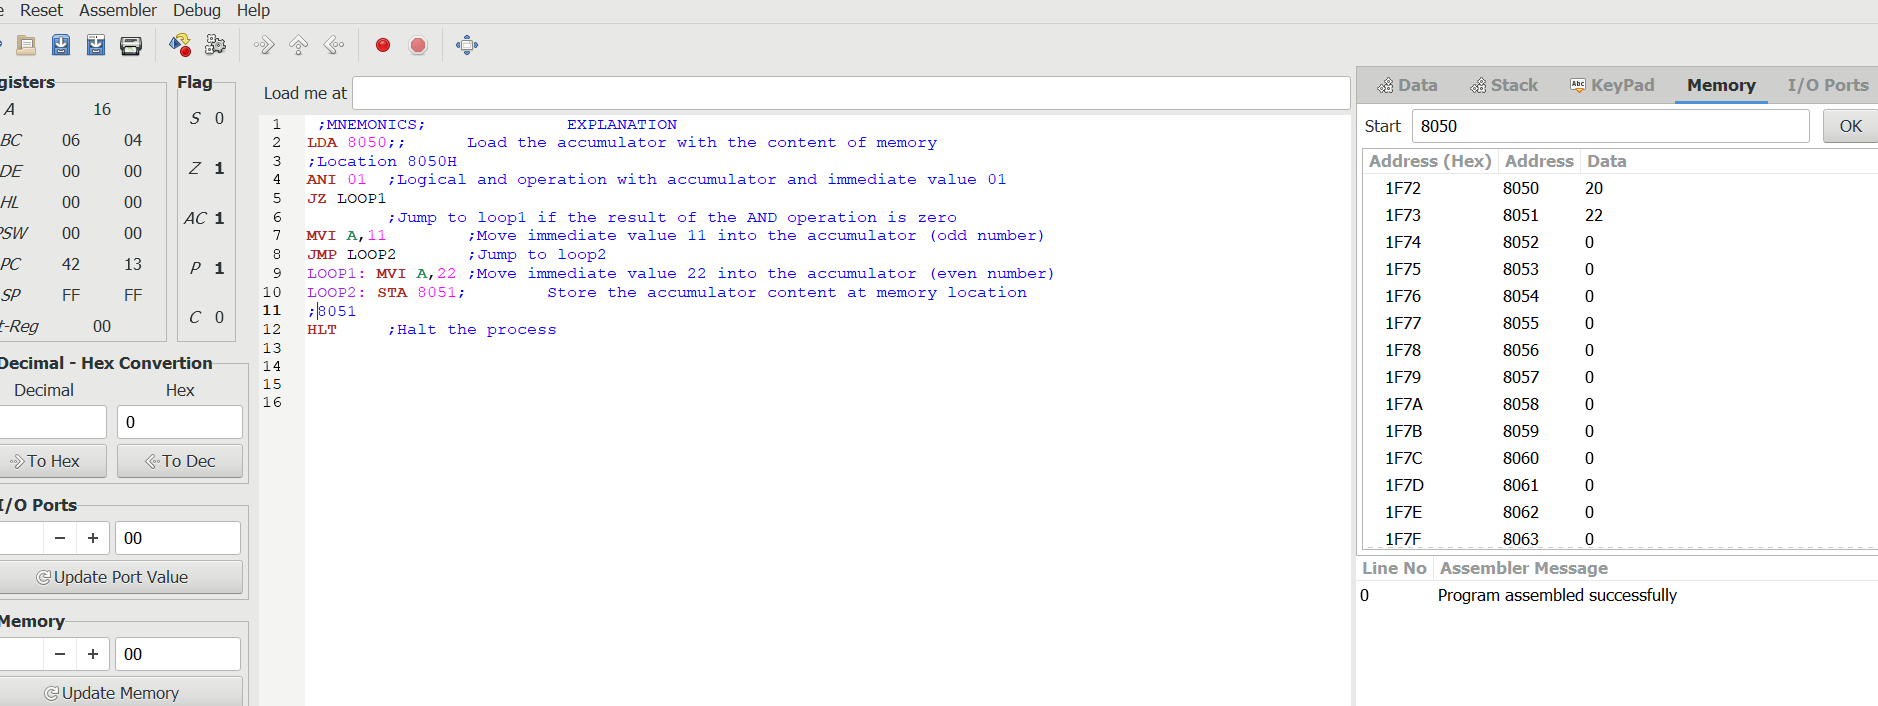 e Reset Assembler Debug Help
gisters
A 16
BC 06 04
DE 00 00
HL 00 00
PSW 00 00
PC 42 13
SP FF FF
t-Reg 00
Flag
S 0
Z 1
AC 1
P 1
C 0
Decimal - Hex Convertion
Decimal Hex
0
To Hex To Dec
I/O Ports
− + 00
Update Port Value
Memory
− + 00
Update Memory
Load me at
1 ;MNEMONICS; EXPLANATION
2 LDA 8050;; Load the accumulator with the content of memory
3 ;Location 8050H
4 ANI 01 ;Logical and operation with accumulator and immediate value 01
5 JZ LOOP1
6 ;Jump to loop1 if the result of the AND operation is zero
7 MVI A,11 ;Move immediate value 11 into the accumulator (odd number)
8 JMP LOOP2 ;Jump to loop2
9 LOOP1: MVI A,22 ;Move immediate value 22 into the accumulator (even number)
10 LOOP2: STA 8051; Store the accumulator content at memory location
11 ;8051
12 HLT ;Halt the process
13
14
15
16
Data Stack KeyPad Memory I/O Ports
Start 8050 OK
Address (Hex) Address Data
1F72 8050 20
1F73 8051 22
1F74 8052 0
1F75 8053 0
1F76 8054 0
1F77 8055 0
1F78 8056 0
1F79 8057 0
1F7A 8058 0
1F7B 8059 0
1F7C 8060 0
1F7D 8061 0
1F7E 8062 0
1F7F 8063 0
Line No Assembler Message
0 Program assembled successfully